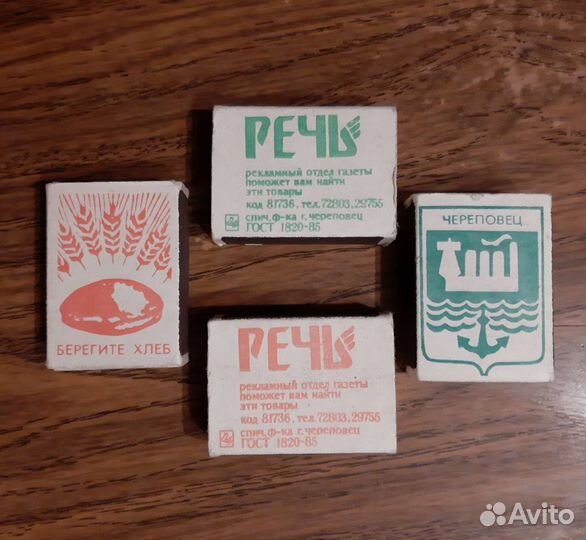 РЕЧЬ
рекламный отдел газеты
поможет вам найти
эти товары
код 81736, тел. 72803, 29755
спич. ф-ка г. череповец
ГОСТ 1820-85
БЕРЕГИТЕ ХЛЕБ
ЧЕРЕПОВЕЦ
РЕЧЬ
рекламный отдел газеты
поможет вам найти
эти товары
код 81736, тел. 72803, 29755
спич. ф-ка г. череповец
ГОСТ 1820-85
Avito